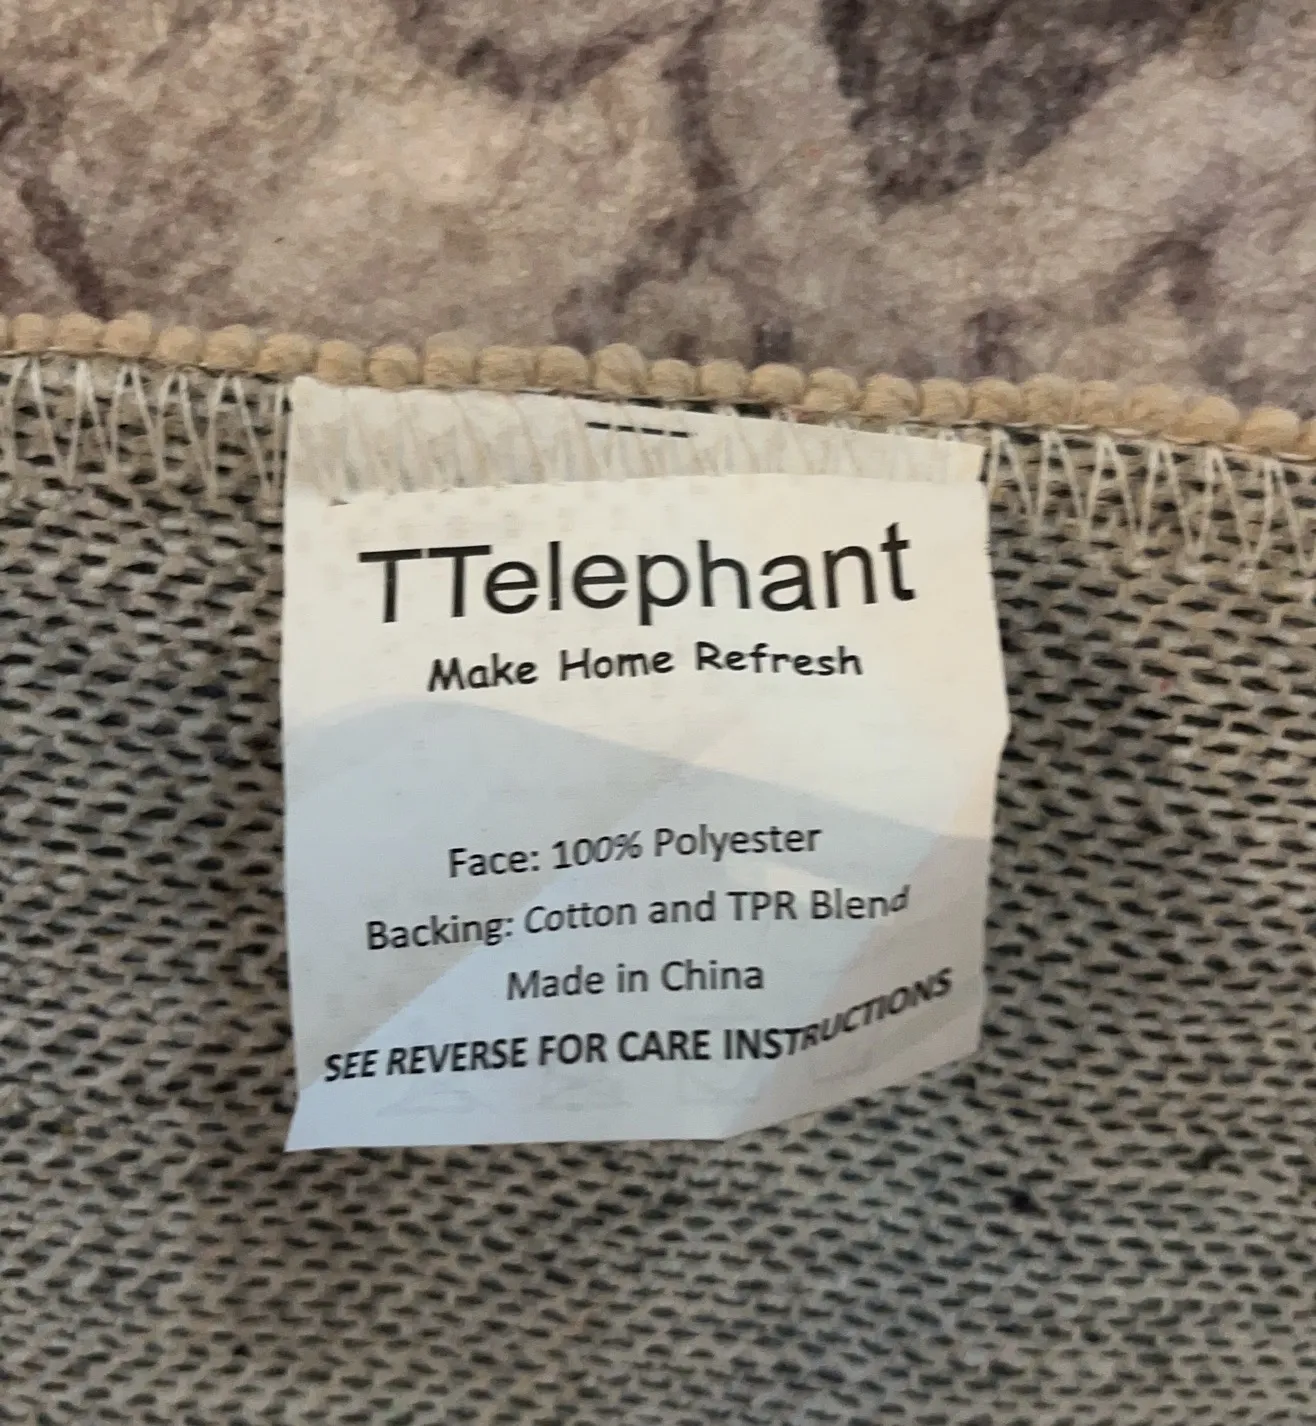 TTelephant
Make Home Refresh
Face: 100% Polyester
Backing: Cotton and TPR Blend
Made in China
SEE REVERSE FOR CARE INSTRUCTIONS